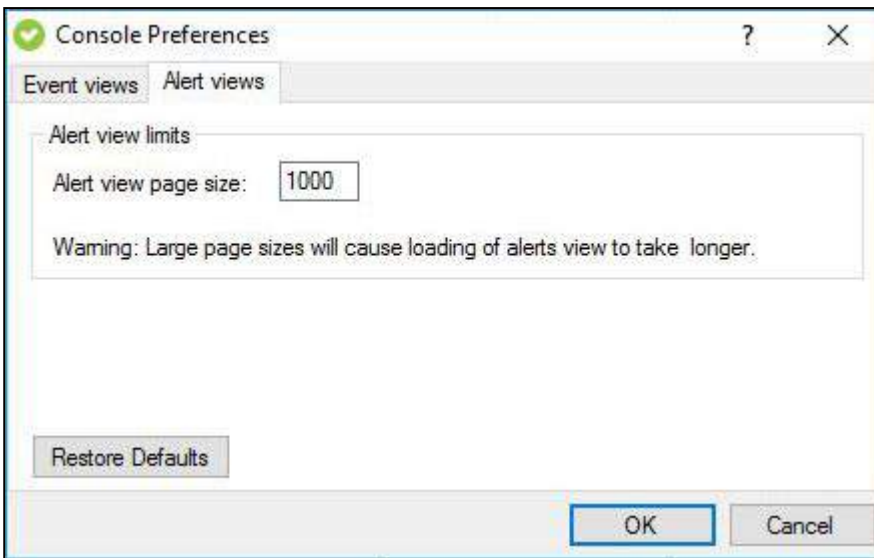 Console Preferences ?
Event views Alert views
Alert view limits
Alert view page size: 1000
Warning: Large page sizes will cause loading of alerts view to take longer.
Restore Defaults
OK Cancel